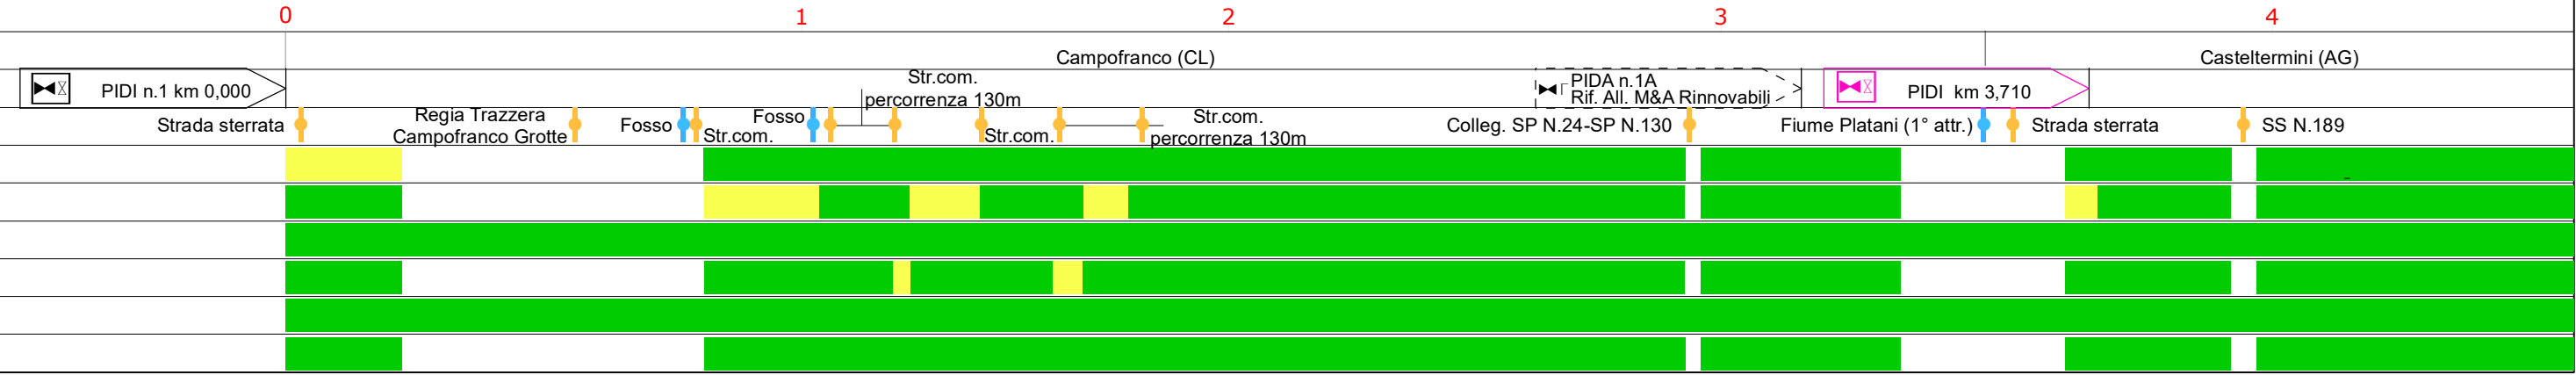 0 1 2 3 4
Campofranco (CL) Casteltermini (AG)
PIDI n.1 km 0,000
Str.com.
percorrenza 130m
PIDA n.1A
Rif. All. M&A Rinnovabili
PIDI km 3,710
Strada sterrata
Regia Trazzera
Campofranco Grotte
Fosso
Str.com.
Fosso
Str.com.
Str.com.
percorrenza 130m
Colleg. SP N.24-SP N.130
Fiume Platani (1° attr.)
Strada sterrata
SS N.189